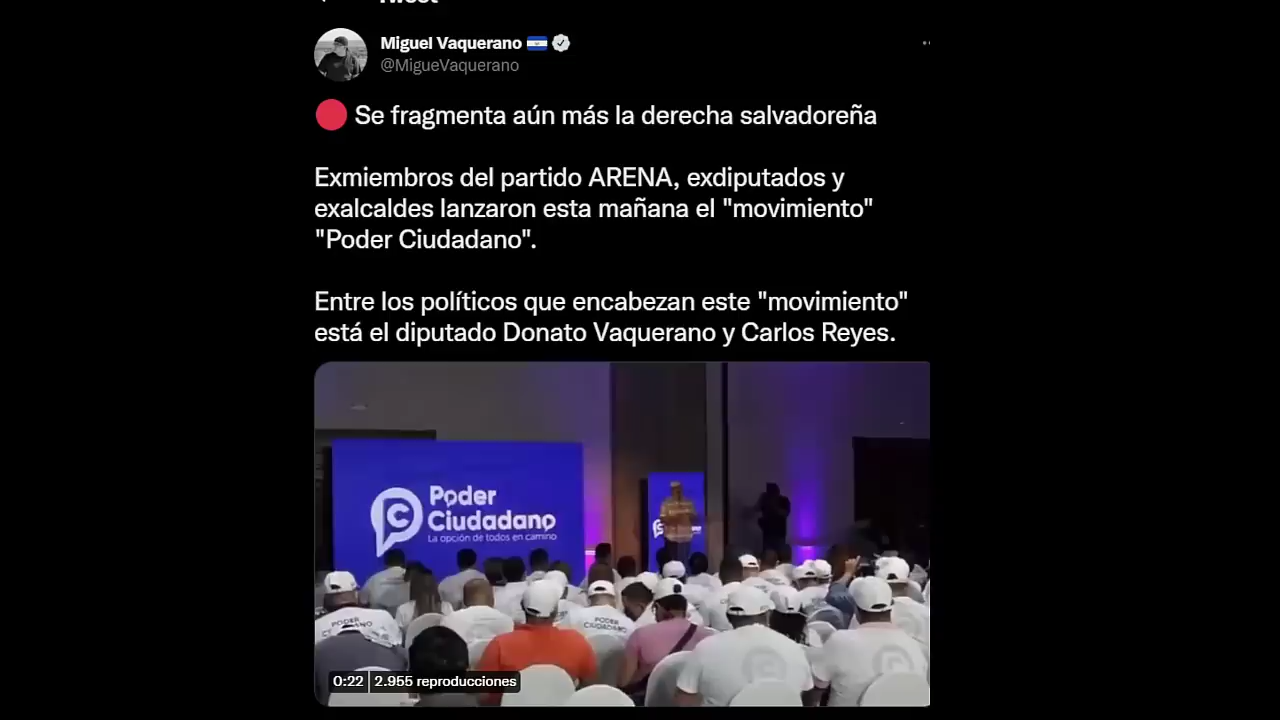 Tweet
Miguel Vaquerano 🇸🇻
@MigueVaquerano
🔴 Se fragmenta aún más la derecha salvadoreña
Exmiembros del partido ARENA, exdiputados y
exalcaldes lanzaron esta mañana el "movimiento"
"Poder Ciudadano".
Entre los políticos que encabezan este "movimiento"
está el diputado Donato Vaquerano y Carlos Reyes.
Poder
Ciudadano
La opción de todos en camino
PODER
CIUDADANO
PODER
CIUDADANO
0:22 2.955 reproducciones